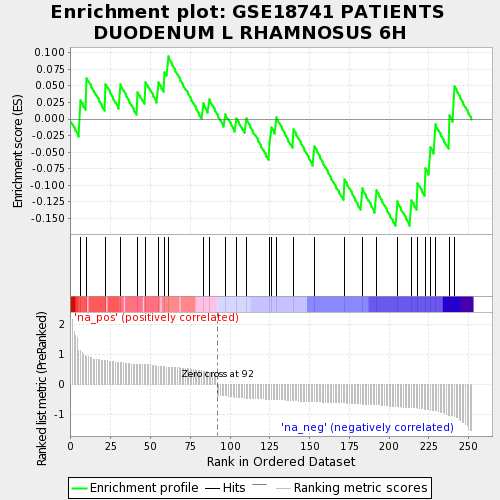 Enrichment plot: GSE18741 PATIENTS
DUODENUM L RHAMNOSUS 6H
Enrichment score (ES)
0.100
0.075
0.050
0.025
0.000
-0.025
-0.050
-0.075
-0.100
-0.125
-0.150
'na_pos' (positively correlated)
Ranked list metric (PreRanked)
2
1
0
-1
Zero cross at 92
'na_neg' (negatively correlated)
0 25 50 75 100 125 150 175 200 225 250
Rank in Ordered Dataset
Enrichment profile Hits Ranking metric scores